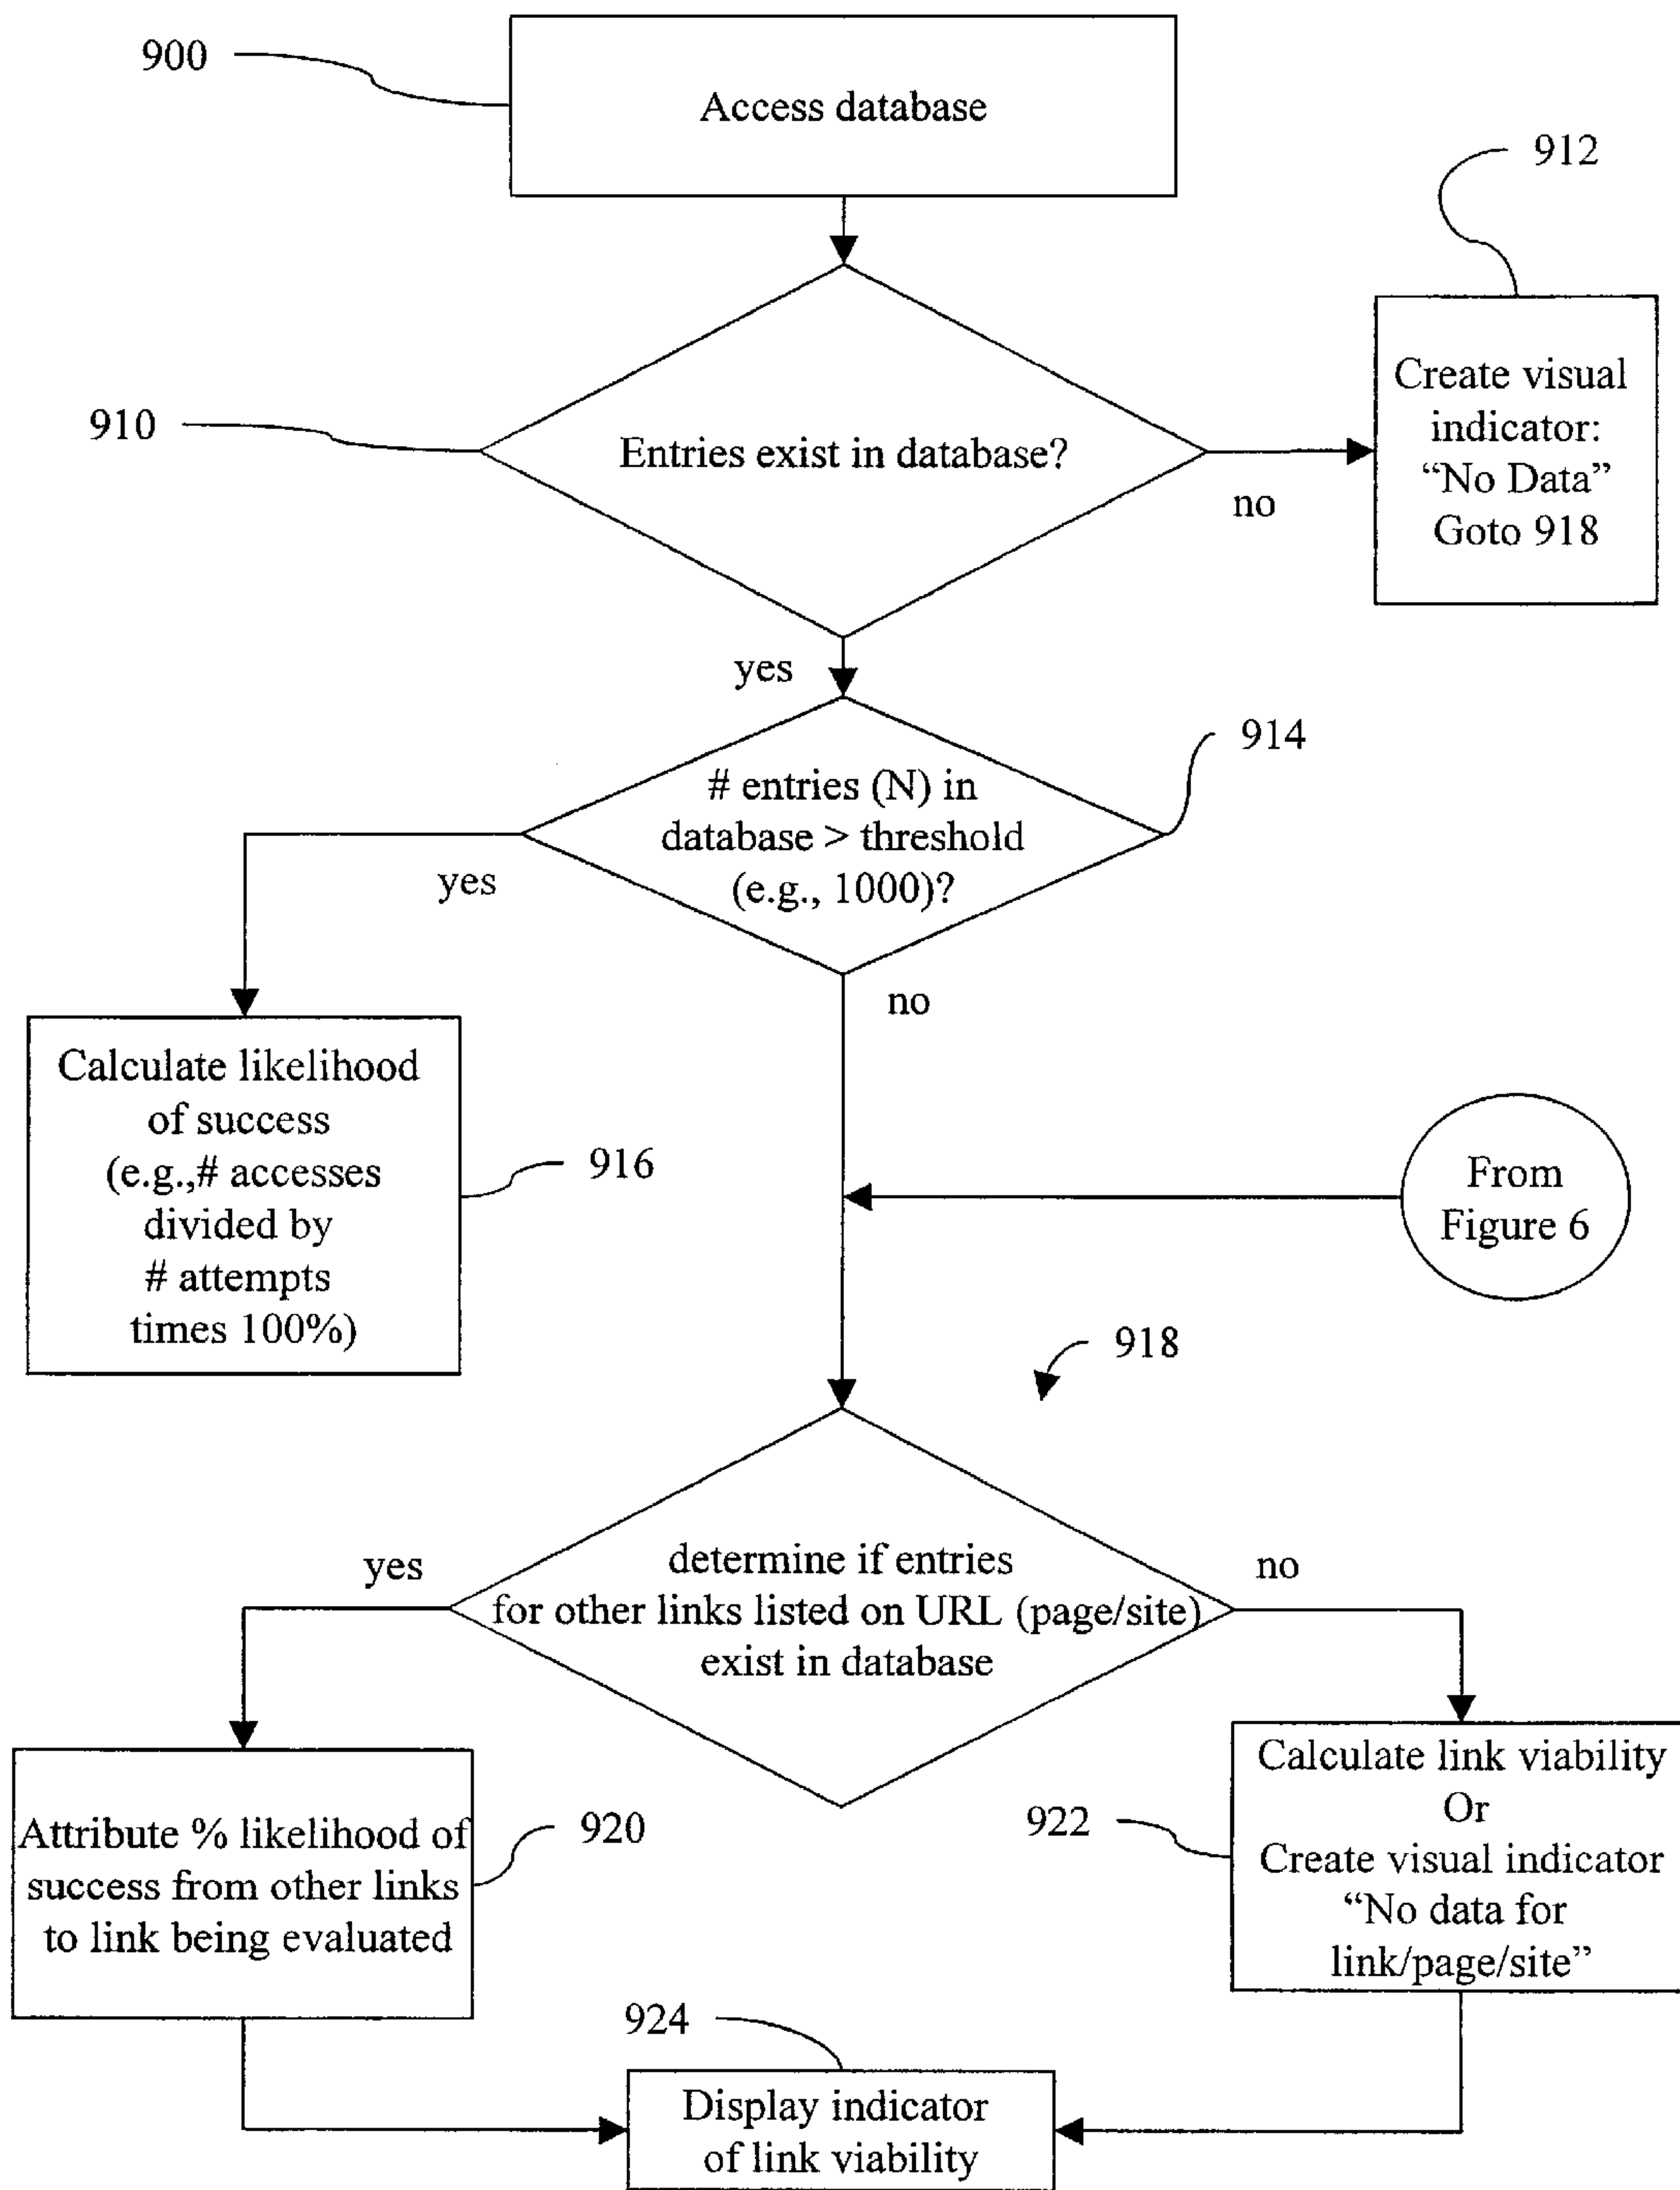 900
Access database
912
Create visual
indicator:
“No Data”
Goto 918
910
Entries exist in database?
no
yes
914
# entries (N) in
database > threshold
(e.g., 1000)?
yes
no
Calculate likelihood
of success
(e.g.,# accesses
divided by
# attempts
times 100%)
916
From
Figure 6
918
yes
determine if entries
for other links listed on URL (page/site)
exist in database
no
Attribute % likelihood of
success from other links
to link being evaluated
920
922
Calculate link viability
Or
Create visual indicator
“No data for
link/page/site”
924
Display indicator
of link viability